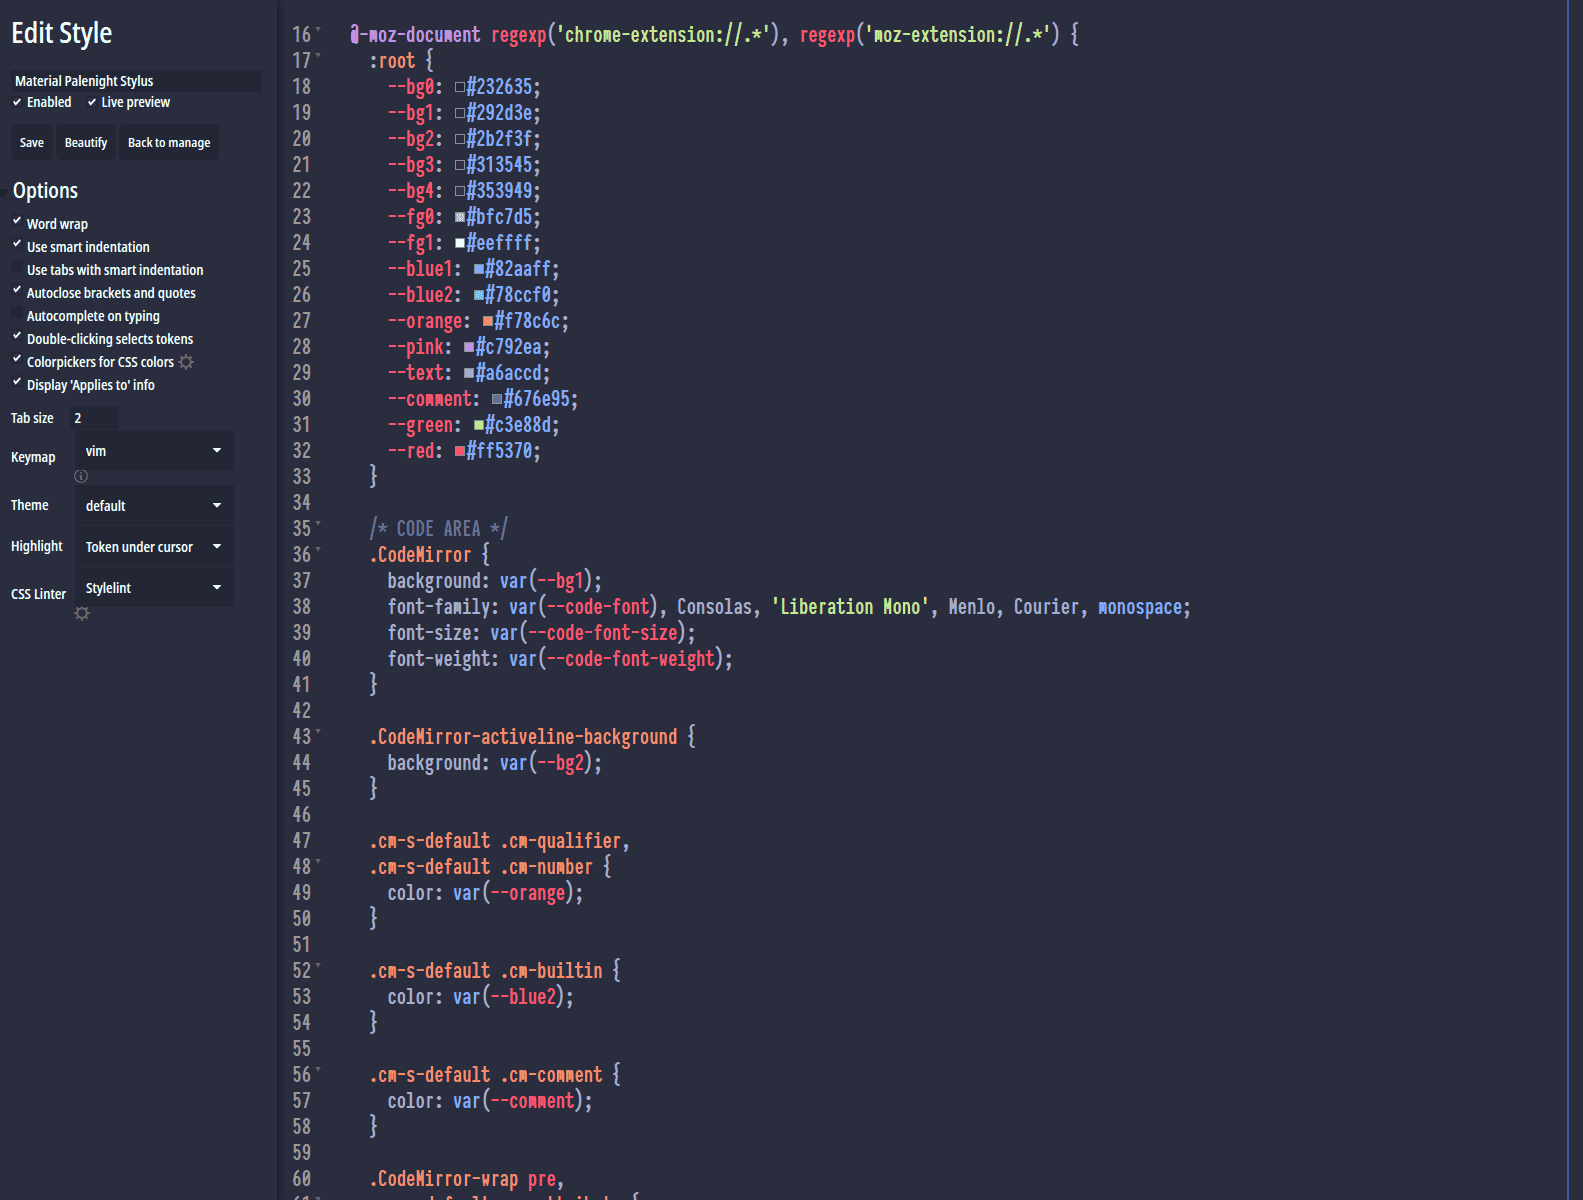 Edit Style
Material Palenight Stylus
Enabled Live preview
Save Beautify Back to manage
Options
Word wrap
Use smart indentation
Use tabs with smart indentation
Autoclose brackets and quotes
Autocomplete on typing
Double-clicking selects tokens
Colorpickers for CSS colors
Display 'Applies to' info
Tab size 2
Keymap vim
Theme default
Highlight Token under cursor
CSS Linter Stylelint
16 @-moz-document regexp('chrome-extension://.*'), regexp('moz-extension://.*') {
17 :root {
18 --bg0: #232635;
19 --bg1: #292d3e;
20 --bg2: #2b2f3f;
21 --bg3: #313545;
22 --bg4: #353949;
23 --fg0: #bfc7d5;
24 --fg1: #eeffff;
25 --blue1: #82aaff;
26 --blue2: #78ccf0;
27 --orange: #f78c6c;
28 --pink: #c792ea;
29 --text: #a6accd;
30 --comment: #676e95;
31 --green: #c3e88d;
32 --red: #ff5370;
33 }
34
35 /* CODE AREA */
36 .CodeMirror {
37 background: var(--bg1);
38 font-family: var(--code-font), Consolas, 'Liberation Mono', Menlo, Courier, monospace;
39 font-size: var(--code-font-size);
40 font-weight: var(--code-font-weight);
41 }
42
43 .CodeMirror-activeline-background {
44 background: var(--bg2);
45 }
46
47 .cm-s-default .cm-qualifier,
48 .cm-s-default .cm-number {
49 color: var(--orange);
50 }
51
52 .cm-s-default .cm-builtin {
53 color: var(--blue2);
54 }
55
56 .cm-s-default .cm-comment {
57 color: var(--comment);
58 }
59
60 .CodeMirror-wrap pre,